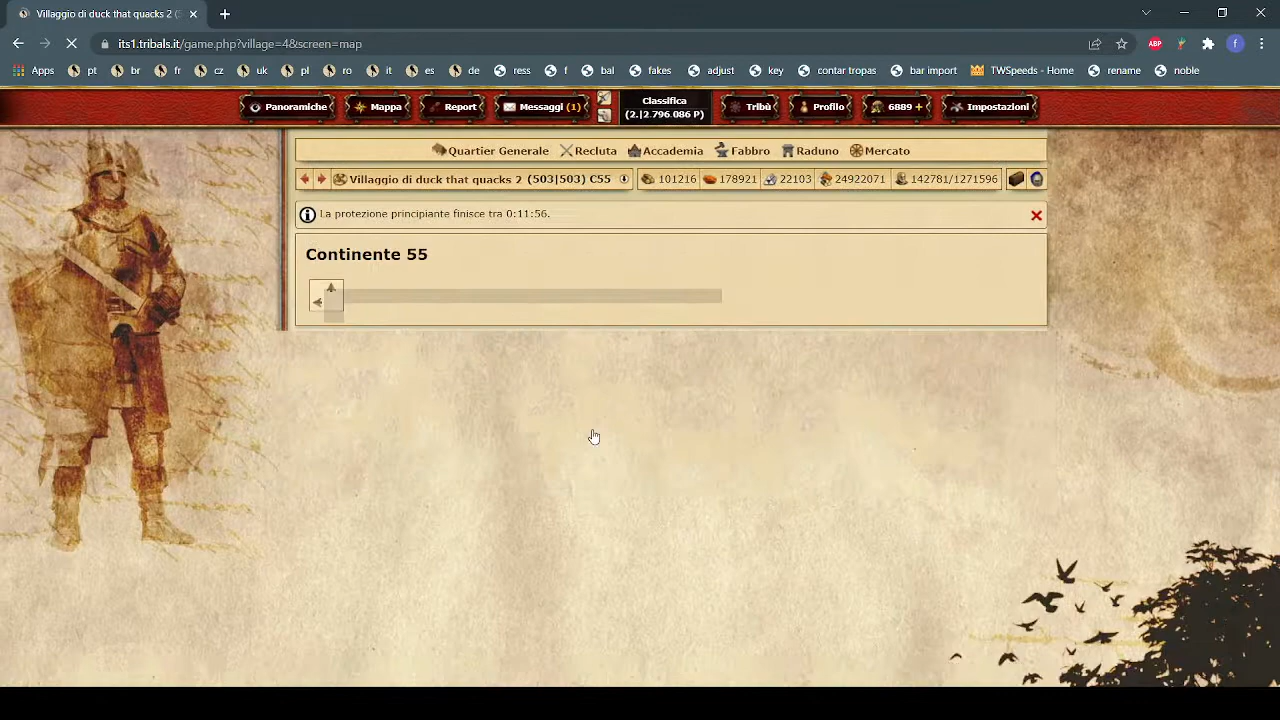 Villaggio di duck that quacks 2 (
its1.tribals.it/game.php?village=4&screen=map
ABP
f
Apps pt br fr cz uk pl ro it es de ress f bal fakes adjust key contar tropas bar import TWSpeeds - Home rename noble
Panoramiche Mappa Report Messaggi (1) Classifica Tribù Profilo 6889 + Impostazioni
(2.|2.796.086 P)
Quartier Generale Recluta Accademia Fabbro Raduno Mercato
Villaggio di duck that quacks 2 (503|503) C55 101216 178921 22103 24922071 142781/1271596
La protezione principiante finisce tra 0:11:56.
Continente 55